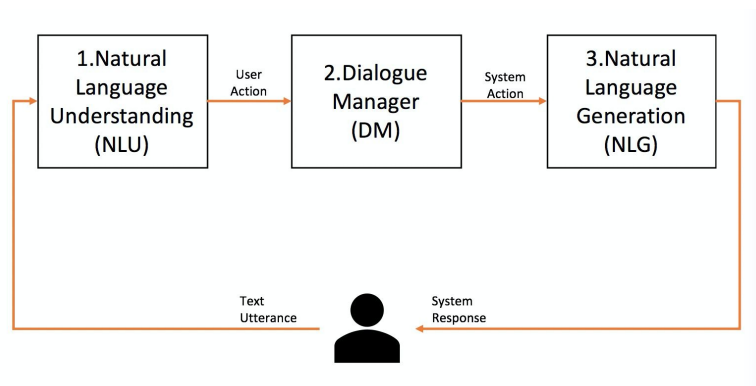 1.Natural
Language
Understanding
(NLU)
User
Action
2.Dialogue
Manager
(DM)
System
Action
3.Natural
Language
Generation
(NLG)
Text
Utterance
System
Response